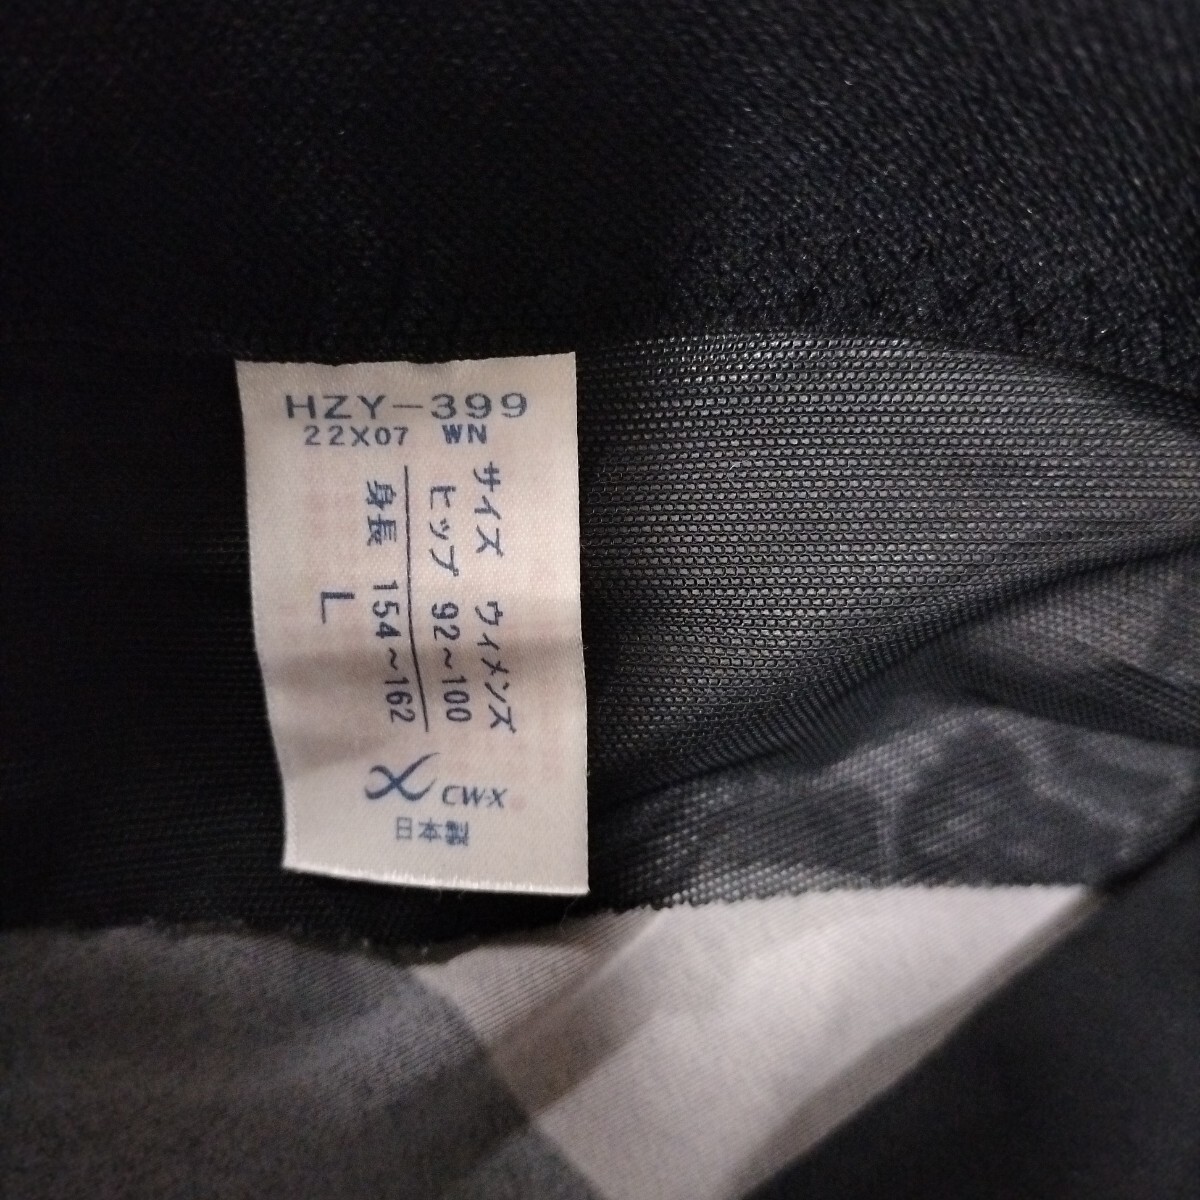 HZY-399
22X07 WN
サイズ ウィメンズ
ヒップ 92~100
身長 154~162
L
CW-X
日本製